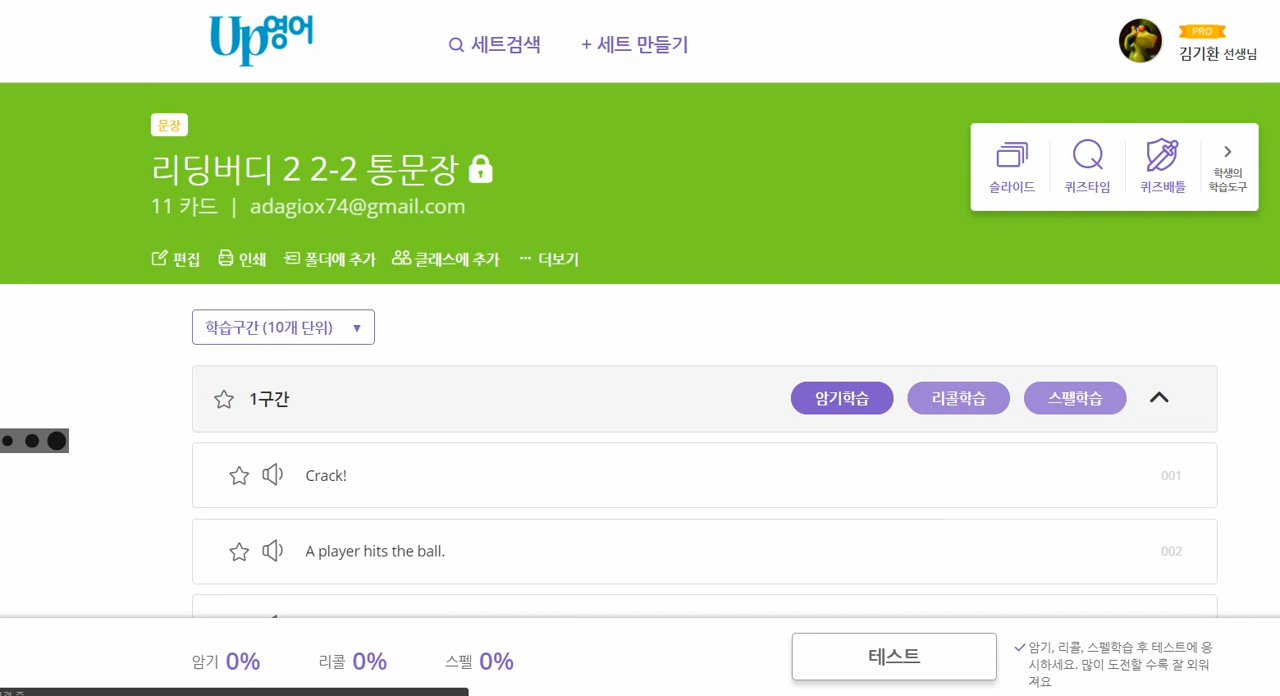 Up영어
세트검색
+ 세트 만들기
PRO
김기환 선생님
문장
리딩버디 2 2-2 통문장
11 카드 | adagiox74@gmail.com
편집
인쇄
폴더에 추가
클래스에 추가
··· 더보기
슬라이드
퀴즈타임
퀴즈배틀
학생의
학습도구
학습구간 (10개 단위) ▼
1구간
암기학습
리콜학습
스펠학습
Crack!
001
A player hits the ball.
002
암기 0%
리콜 0%
스펠 0%
테스트
암기, 리콜, 스펠학습 후 테스트에 응
시하세요. 많이 도전할 수록 잘 외워
져요